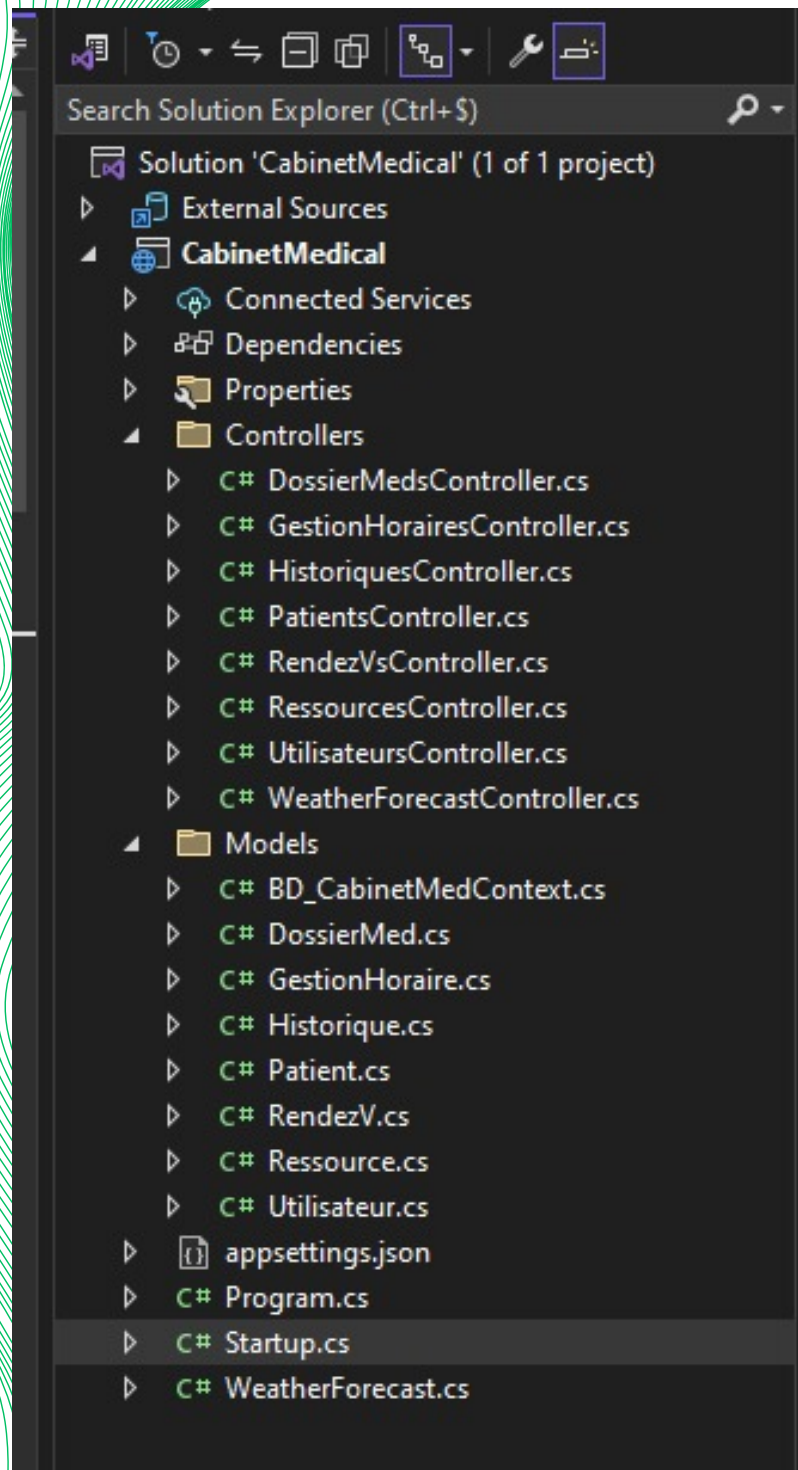 Search Solution Explorer (Ctrl+$)
Solution 'CabinetMedical' (1 of 1 project)
External Sources
CabinetMedical
Connected Services
Dependencies
Properties
Controllers
C# DossierMedsController.cs
C# GestionHorairesController.cs
C# HistoriquesController.cs
C# PatientsController.cs
C# RendezVsController.cs
C# RessourcesController.cs
C# UtilisateursController.cs
C# WeatherForecastController.cs
Models
C# BD_CabinetMedContext.cs
C# DossierMed.cs
C# GestionHoraire.cs
C# Historique.cs
C# Patient.cs
C# RendezV.cs
C# Ressource.cs
C# Utilisateur.cs
appsettings.json
C# Program.cs
C# Startup.cs
C# WeatherForecast.cs